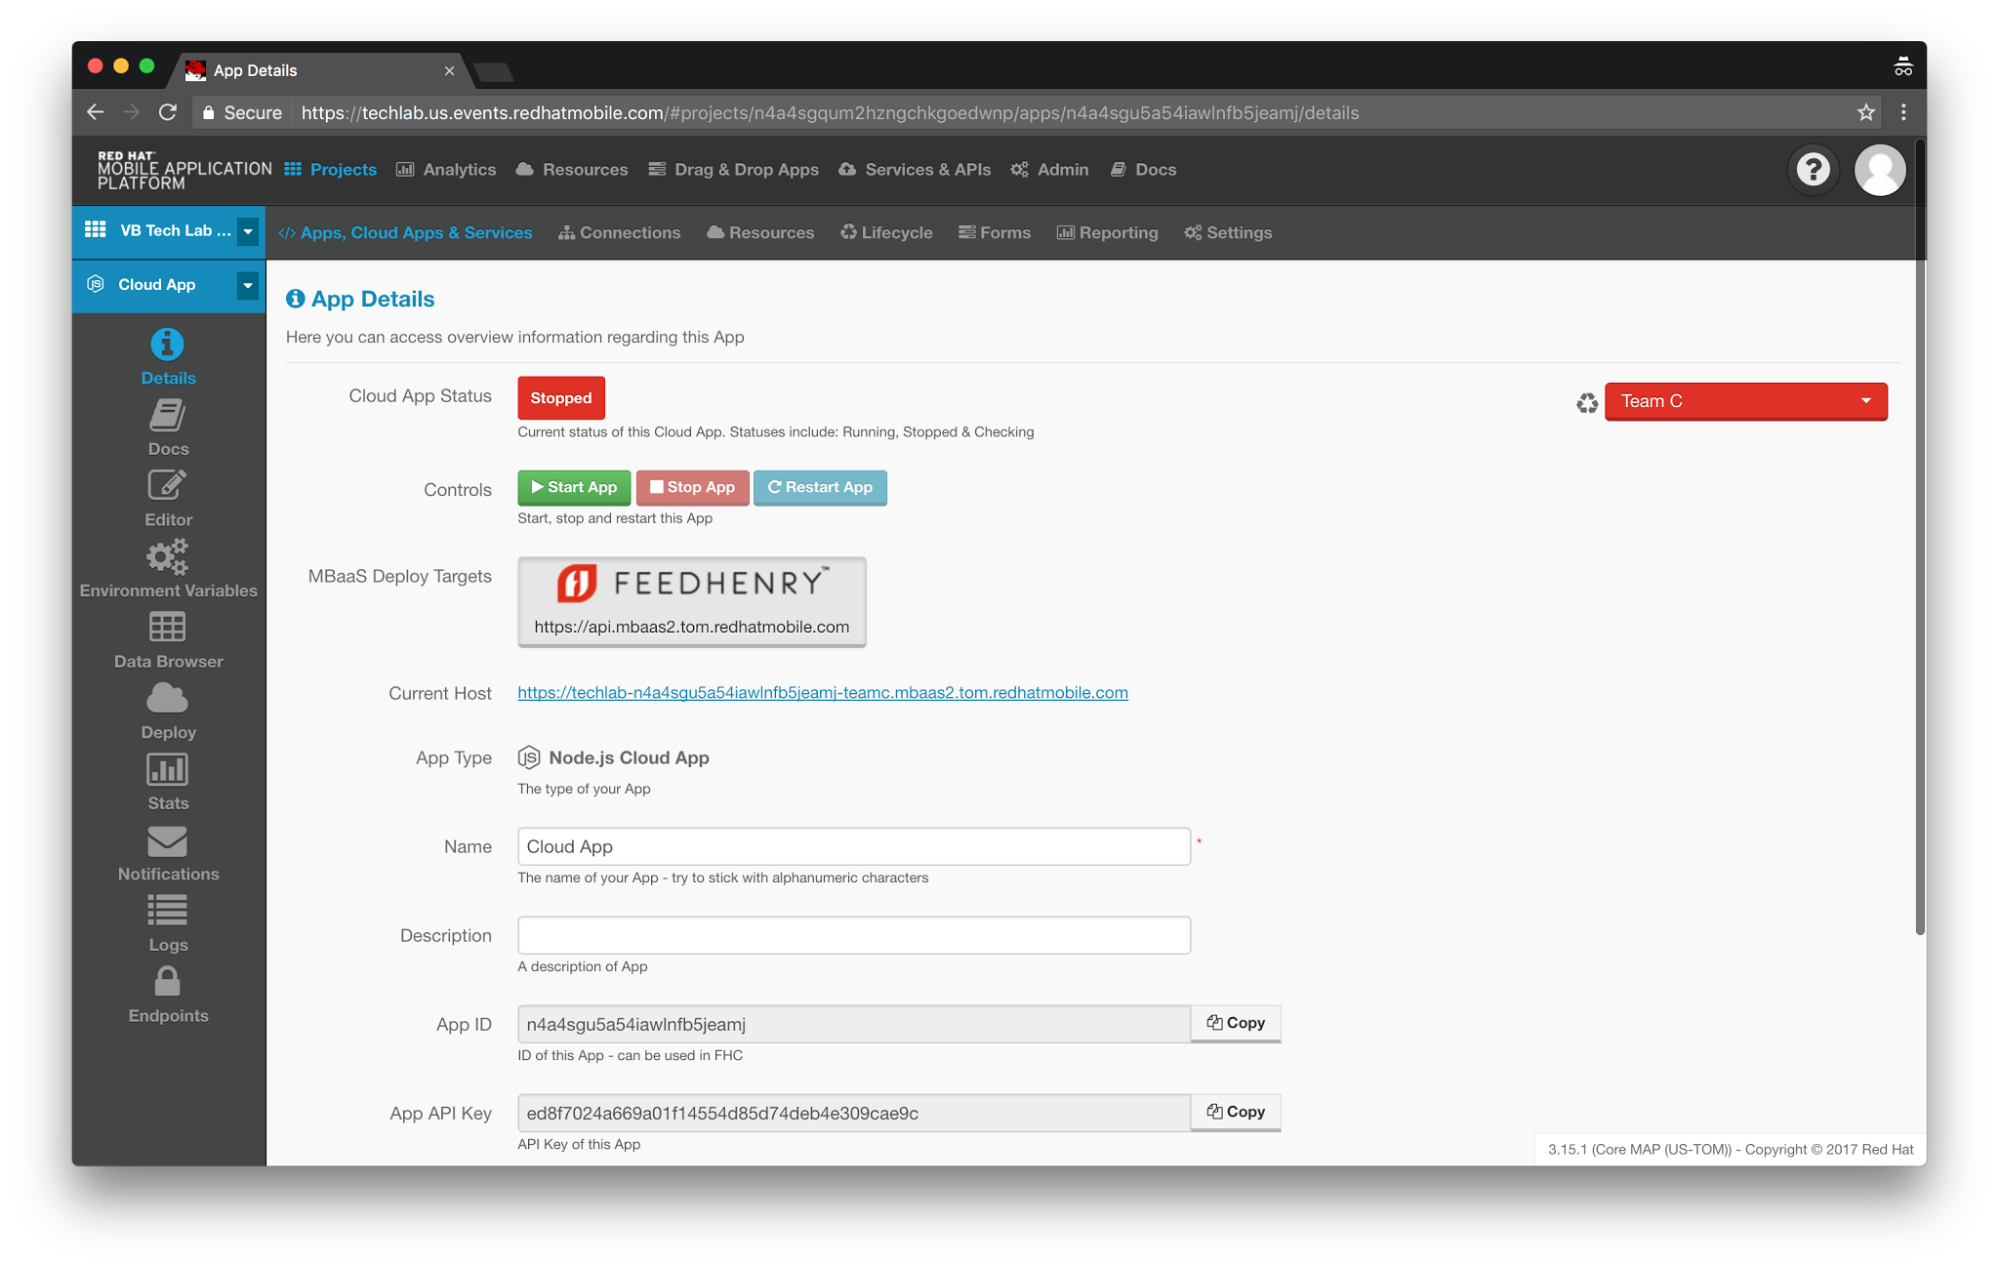 App Details
Secure https://techlab.us.events.redhatmobile.com/#projects/n4a4sgqum2hzngchkgoedwnp/apps/n4a4sgu5a54iawlnfb5jeamj/details
RED HAT
MOBILE APPLICATION
PLATFORM
Projects Analytics Resources Drag & Drop Apps Services & APIs Admin Docs
VB Tech Lab ...
Apps, Cloud Apps & Services Connections Resources Lifecycle Forms Reporting Settings
Cloud App
Details
Docs
Editor
Environment Variables
Data Browser
Deploy
Stats
Notifications
Logs
Endpoints
App Details
Here you can access overview information regarding this App
Cloud App Status Stopped
Team C
Current status of this Cloud App. Statuses include: Running, Stopped & Checking
Controls Start App Stop App Restart App
Start, stop and restart this App
MBaaS Deploy Targets FEEDHENRY™
https://api.mbaas2.tom.redhatmobile.com
Current Host https://techlab-n4a4sgu5a54iawlnfb5jeamj-teamc.mbaas2.tom.redhatmobile.com
App Type JS Node.js Cloud App
The type of your App
Name Cloud App *
The name of your App - try to stick with alphanumeric characters
Description
A description of App
App ID n4a4sgu5a54iawlnfb5jeamj Copy
ID of this App - can be used in FHC
App API Key ed8f7024a669a01f14554d85d74deb4e309cae9c Copy
API Key of this App
3.15.1 (Core MAP (US-TOM)) - Copyright © 2017 Red Hat